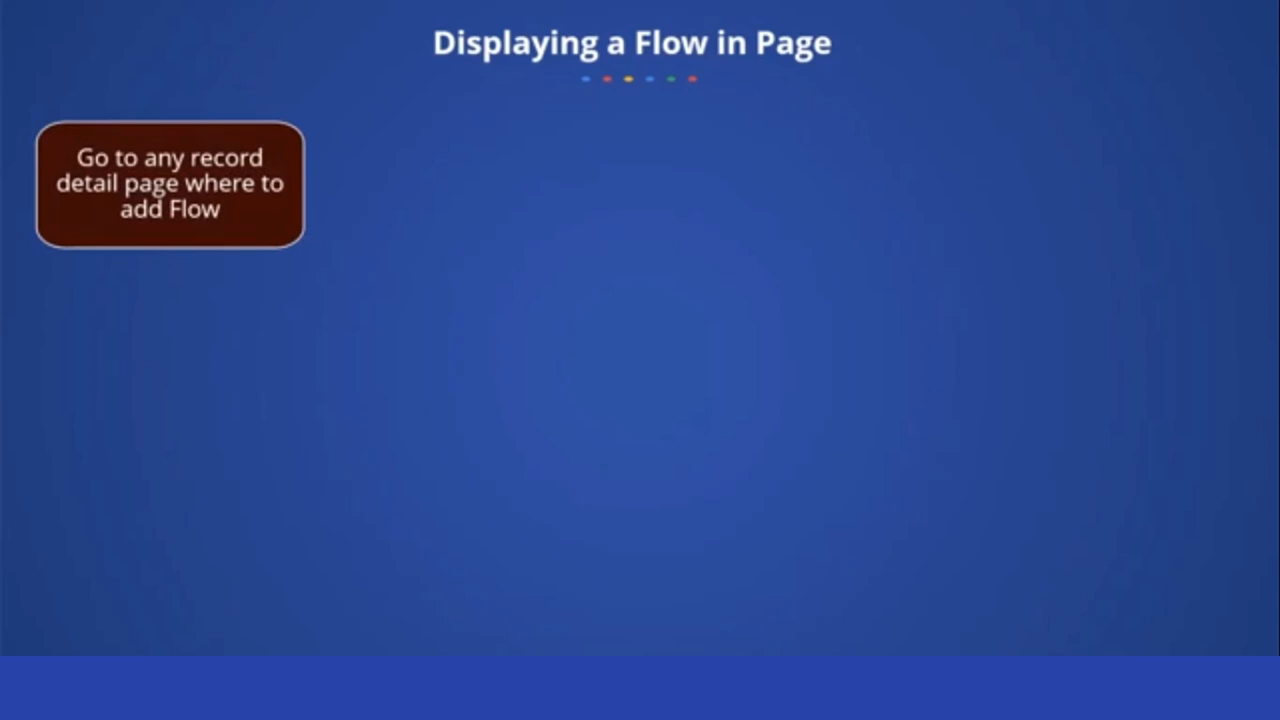 Displaying a Flow in Page
Go to any record
detail page where to
add Flow